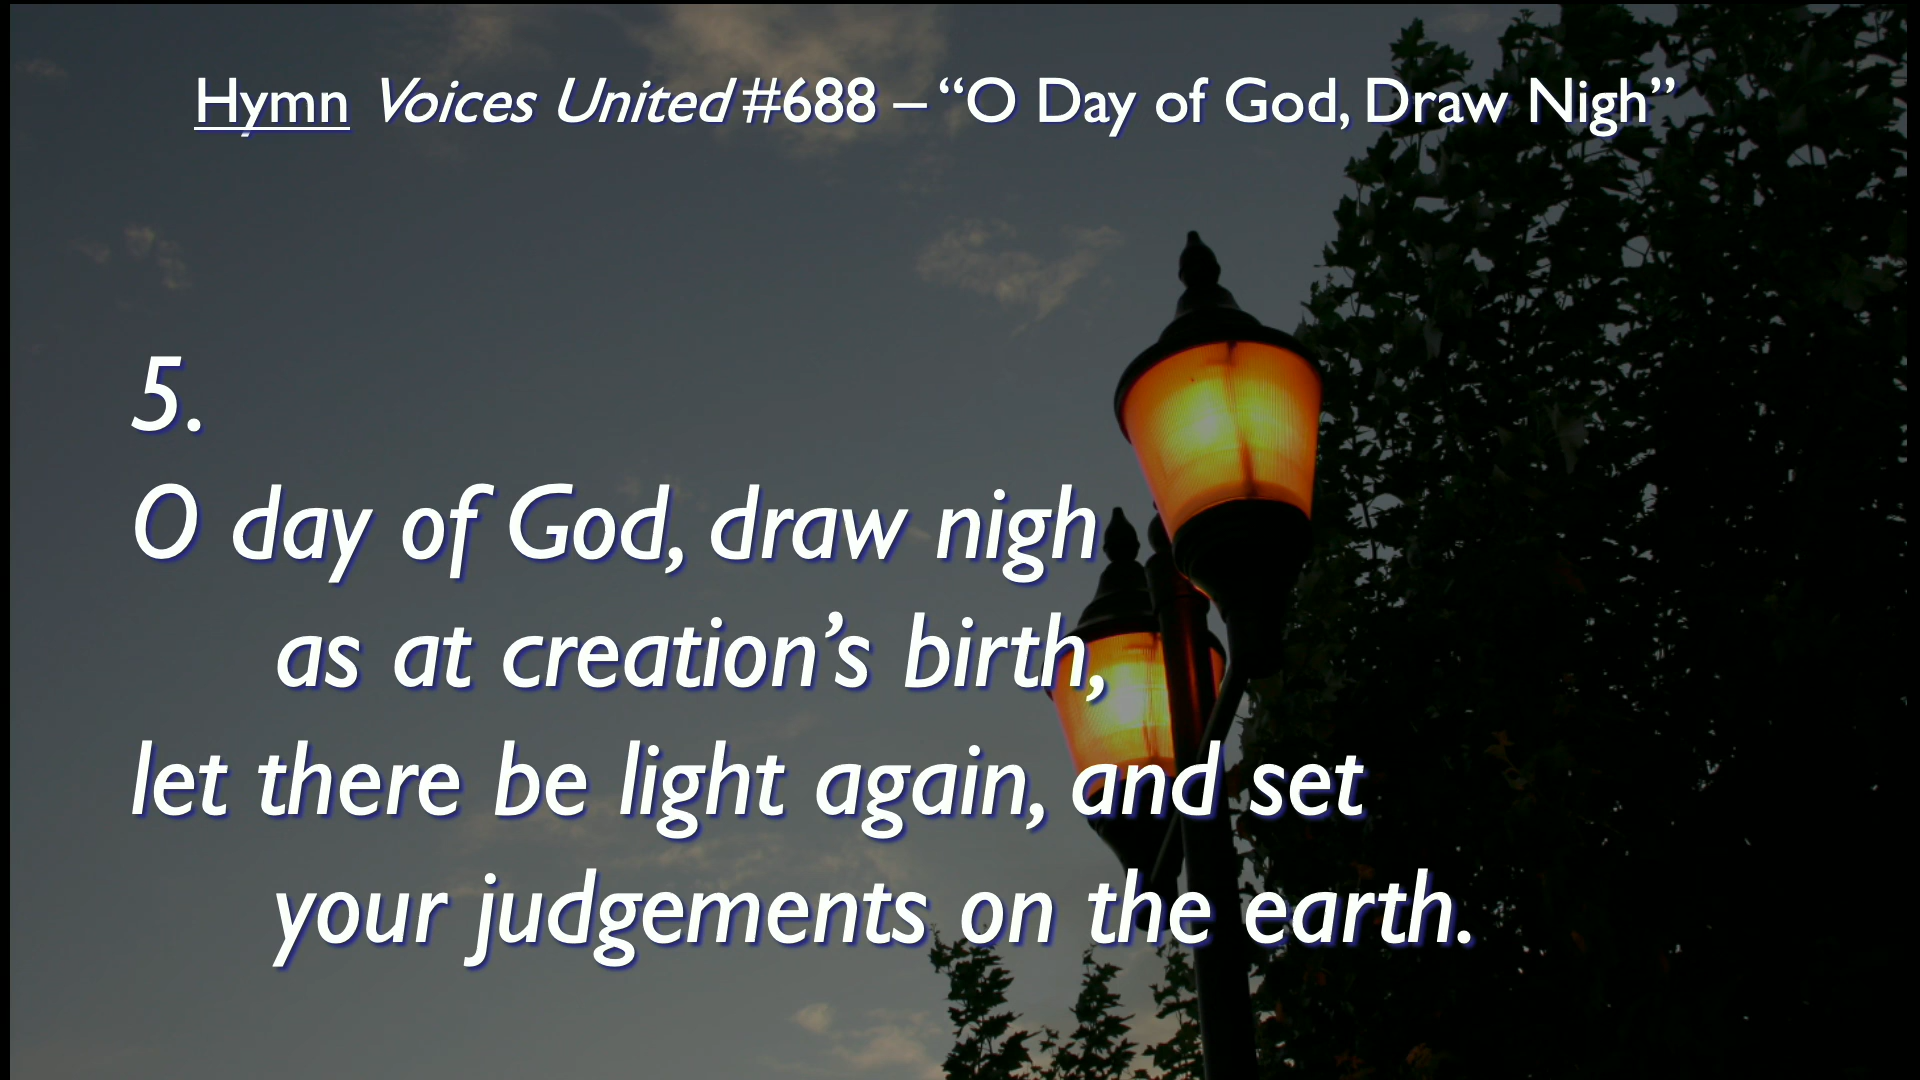 Hymn Voices United #688 – “O Day of God, Draw Nigh”
5.
O day of God, draw nigh
as at creation’s birth,
let there be light again, and set
your judgements on the earth.